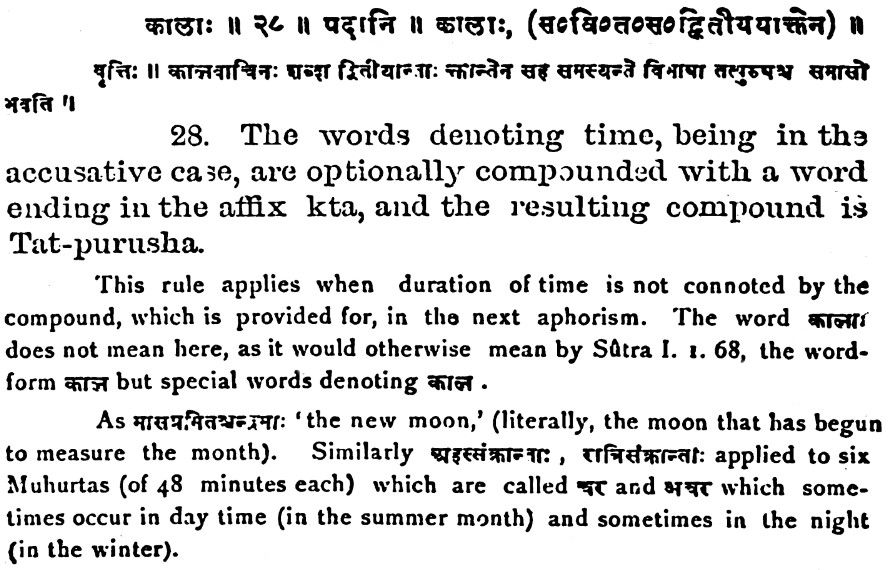 कालाः ॥ २८ ॥ पदानि ॥ कालाः, (स०वि०त०स०द्वितीययाक्तेन) ॥
वृत्तिः ॥ कालवाचिनः शब्दा द्वितीयान्ताः क्तान्तेन सह समस्यन्ते विभाषा तत्पुरुषश्च समासो
भवति ॥
28. The words denoting time, being in the
accusative case, are optionally compounded with a word
ending in the affix kta, and the resulting compound is
Tat-purusha.
This rule applies when duration of time is not connoted by the
compound, which is provided for, in the next aphorism. The word कालाः
does not mean here, as it would otherwise mean by Sûtra I. 1. 68, the word-
form काल but special words denoting काल .
As मासप्रमितश्चन्द्रमाः 'the new moon,' (literally, the moon that has begun
to measure the month). Similarly अहस्संक्रान्ताः , रात्रिसंक्रान्ताः applied to six
Muhurtas (of 48 minutes each) which are called चर and अचर which some-
times occur in day time (in the summer month) and sometimes in the night
(in the winter).